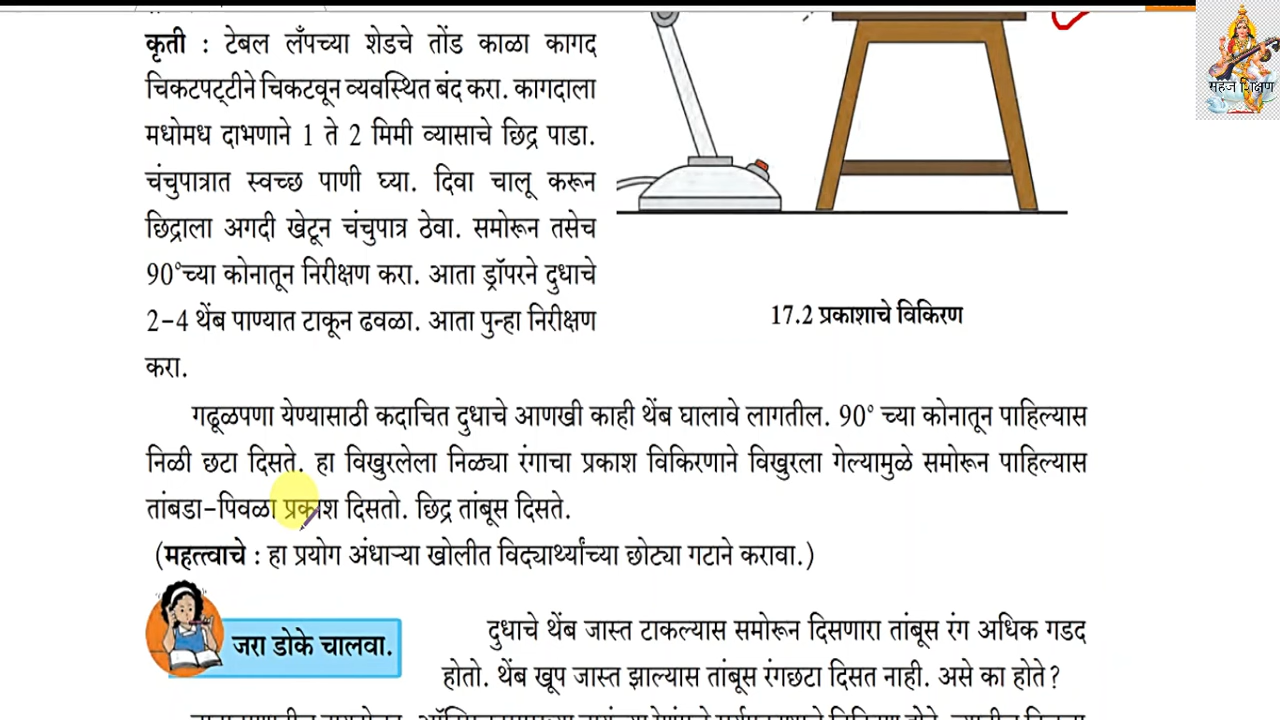 कृती : टेबल लँपच्या शेडचे तोंड काळा कागद
चिकटपट्टीने चिकटवून व्यवस्थित बंद करा. कागदाला
मधोमध दाभणाने 1 ते 2 मिमी व्यासाचे छिद्र पाडा.
चंचुपात्रात स्वच्छ पाणी घ्या. दिवा चालू करून
छिद्राला अगदी खेटून चंचुपात्र ठेवा. समोरून तसेच
90°च्या कोनातून निरीक्षण करा. आता ड्रॉपरने दुधाचे
2-4 थेंब पाण्यात टाकून ढवळा. आता पुन्हा निरीक्षण
करा.
17.2 प्रकाशाचे विकिरण
गढूळपणा येण्यासाठी कदाचित दुधाचे आणखी काही थेंब घालावे लागतील. 90° च्या कोनातून पाहिल्यास
निळी छटा दिसते. हा विखुरलेला निळ्या रंगाचा प्रकाश विकिरणाने विखुरला गेल्यामुळे समोरून पाहिल्यास
तांबडा-पिवळा प्रकाश दिसतो. छिद्र तांबूस दिसते.
(महत्त्वाचे : हा प्रयोग अंधाऱ्या खोलीत विद्यार्थ्यांच्या छोट्या गटाने करावा.)
जरा डोके चालवा.
दुधाचे थेंब जास्त टाकल्यास समोरून दिसणारा तांबूस रंग अधिक गडद
होतो. थेंब खूप जास्त झाल्यास तांबूस रंगछटा दिसत नाही. असे का होते?
सहज शिक्षण